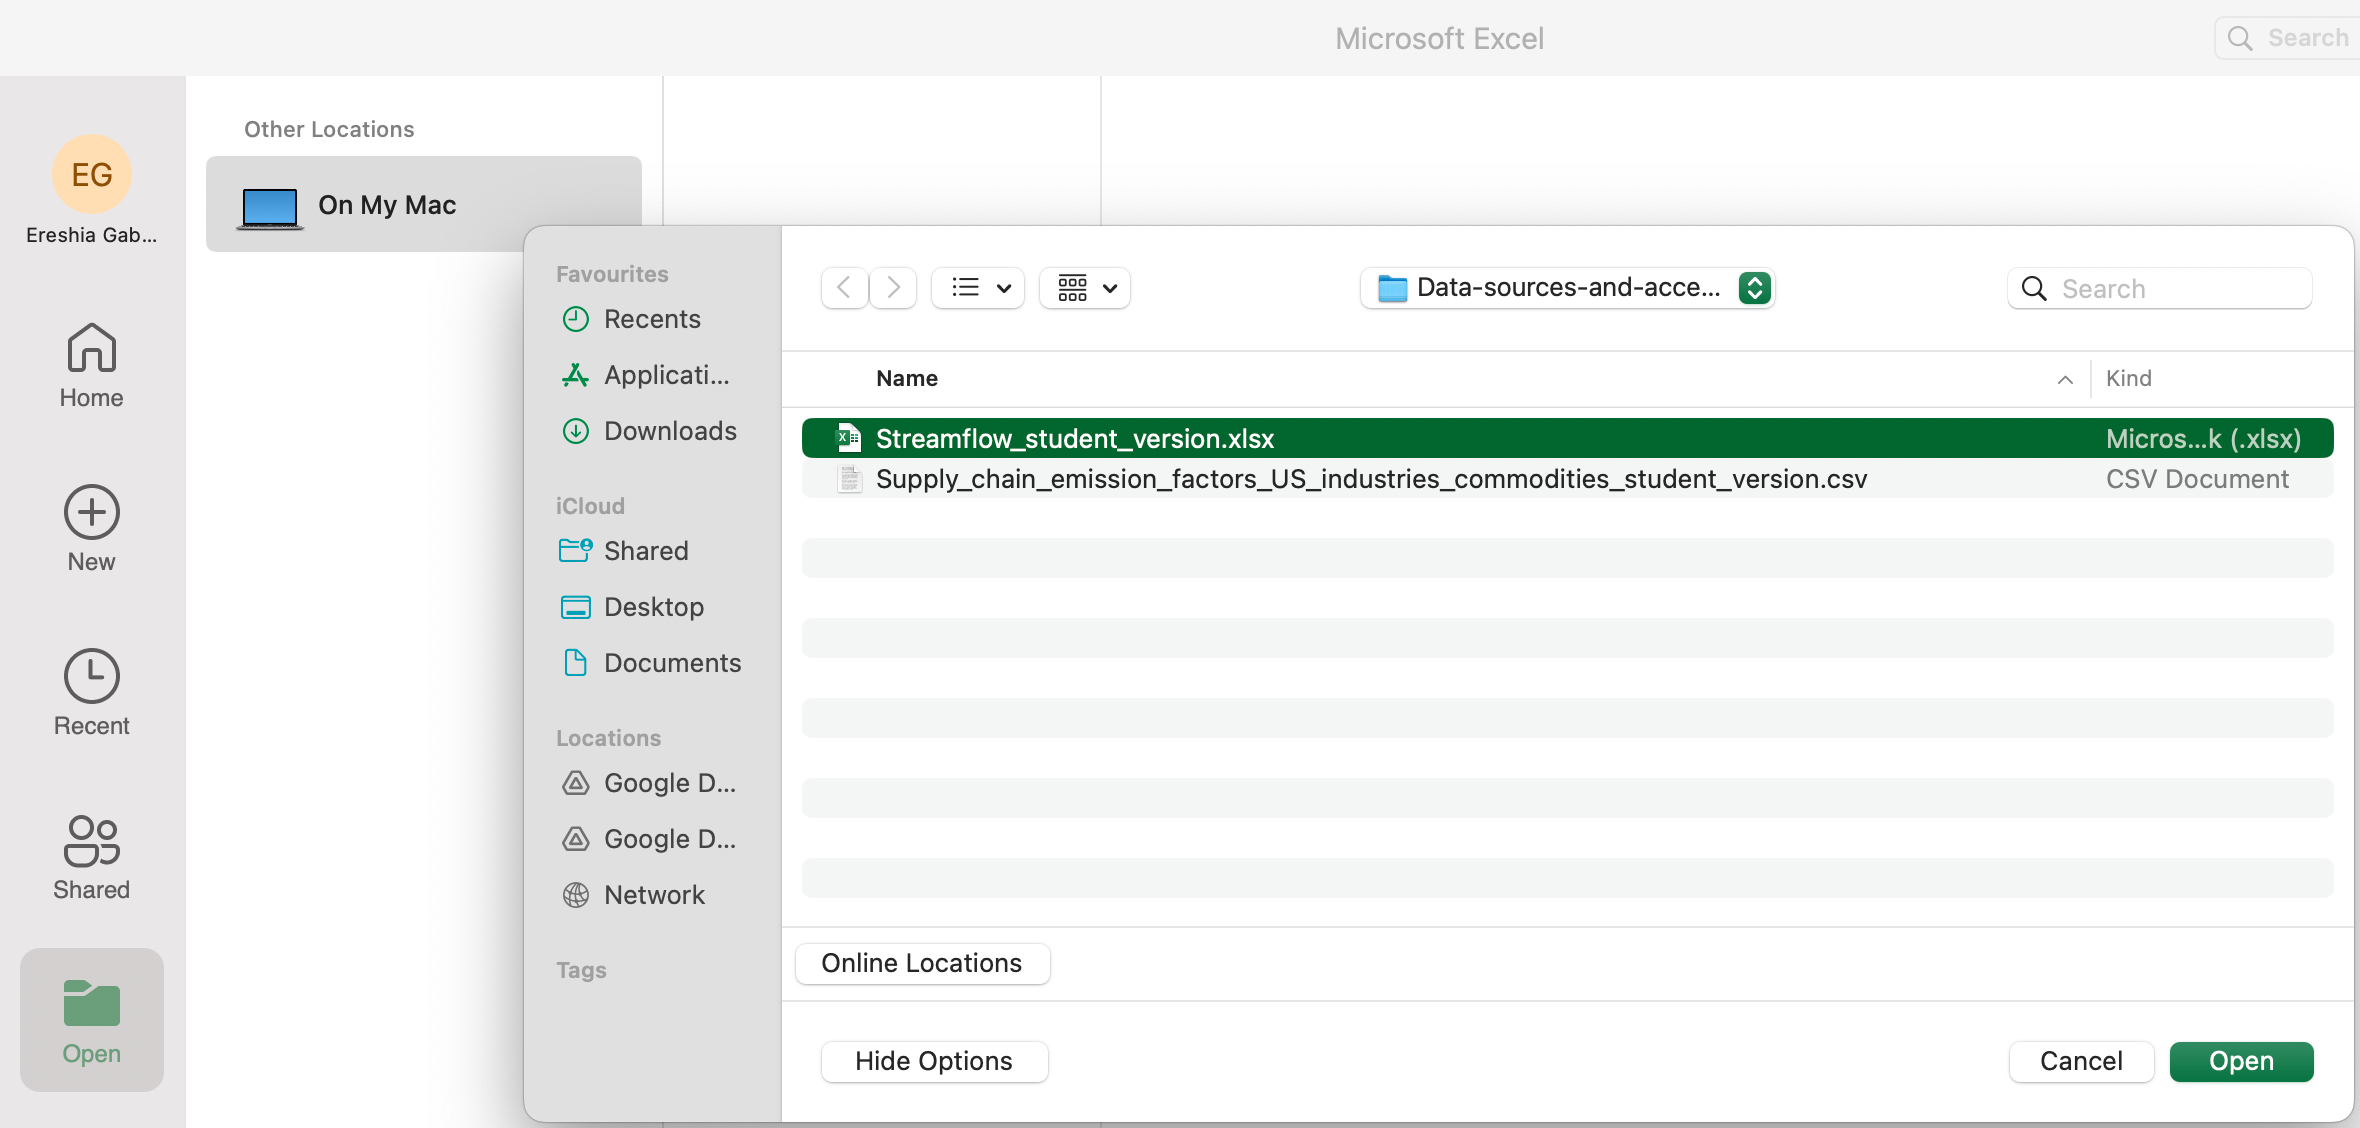 Microsoft Excel
Search
EG
Ereshia Gab...
Home
New
Recent
Shared
Open
Other Locations
On My Mac
Favourites
Recents
Applicati...
Downloads
iCloud
Shared
Desktop
Documents
Locations
Google D...
Google D...
Network
Tags
Data-sources-and-acce...
Search
Name
Kind
Streamflow_student_version.xlsx
Micros...k (.xlsx)
Supply_chain_emission_factors_US_industries_commodities_student_version.csv
CSV Document
Online Locations
Hide Options
Cancel
Open